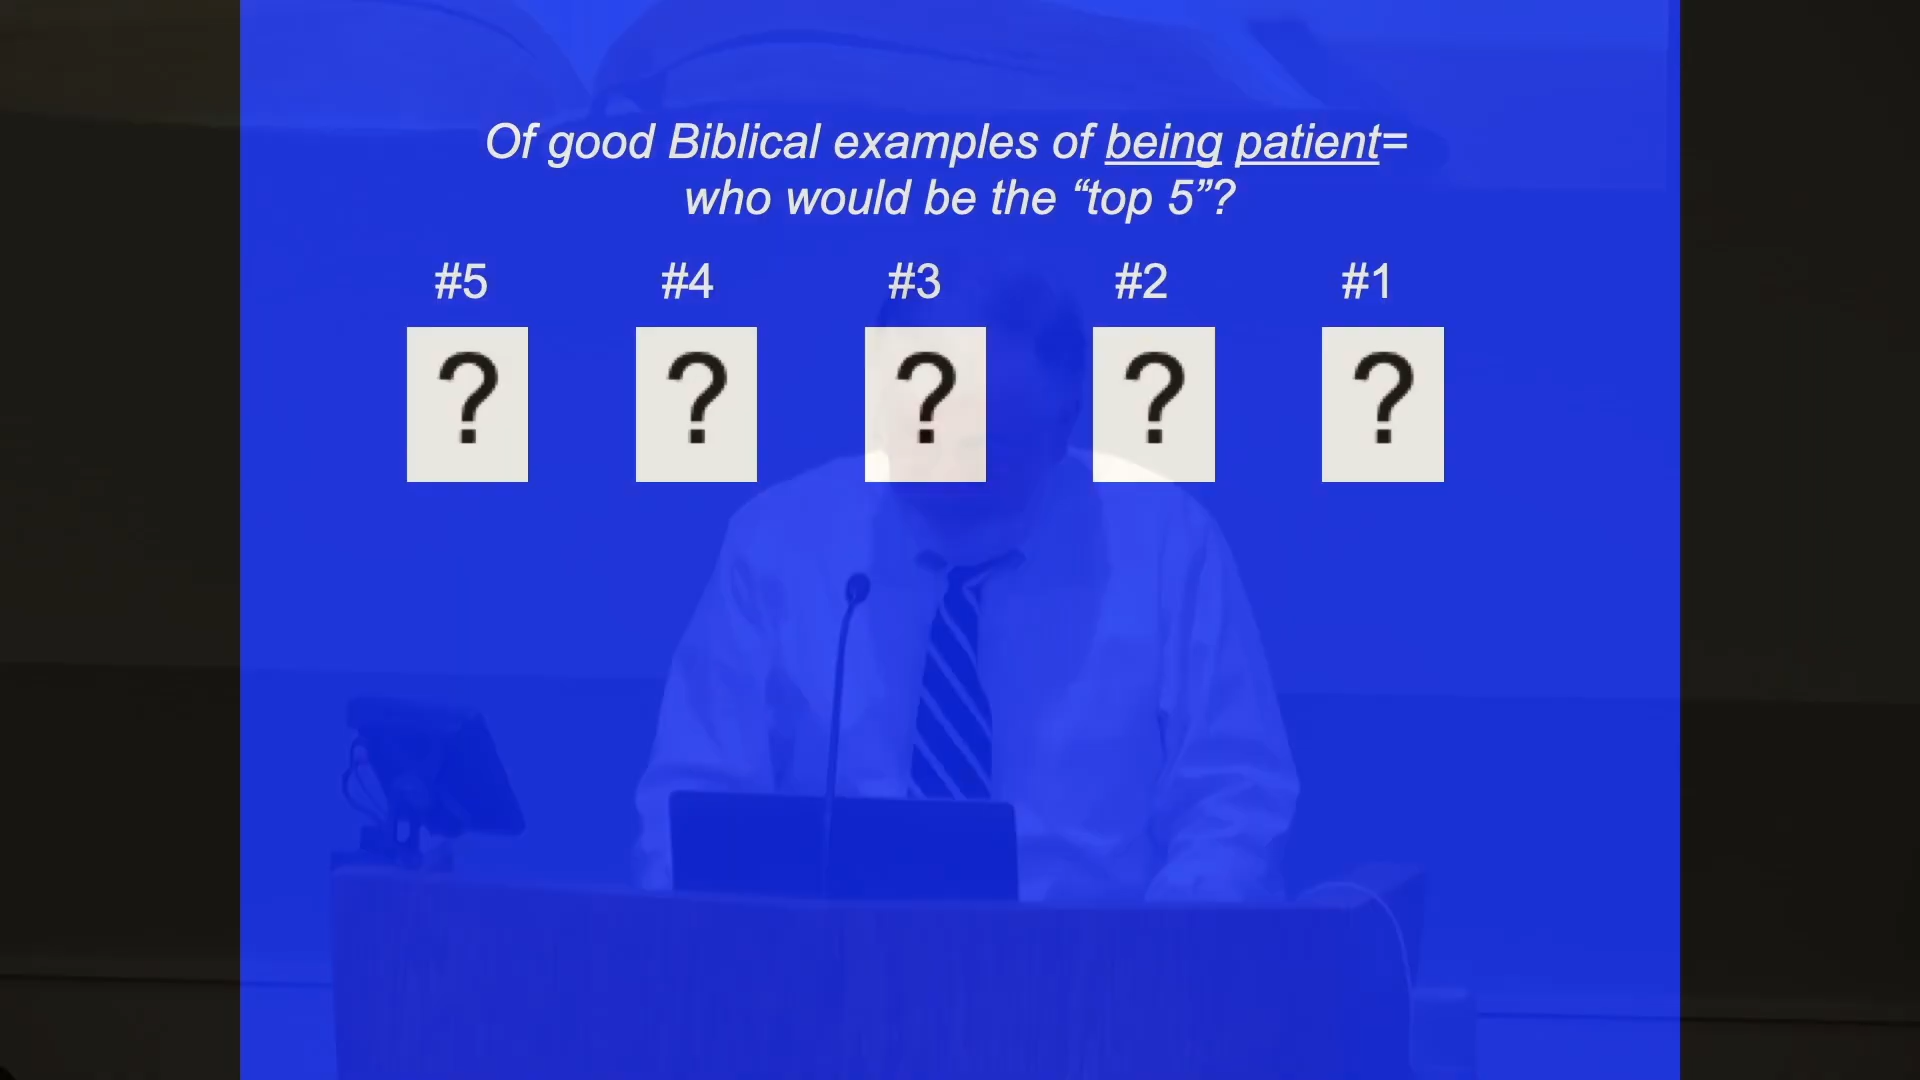 Of good Biblical examples of being patient=
who would be the “top 5”?
#5 #4 #3 #2 #1
? ? ? ? ?